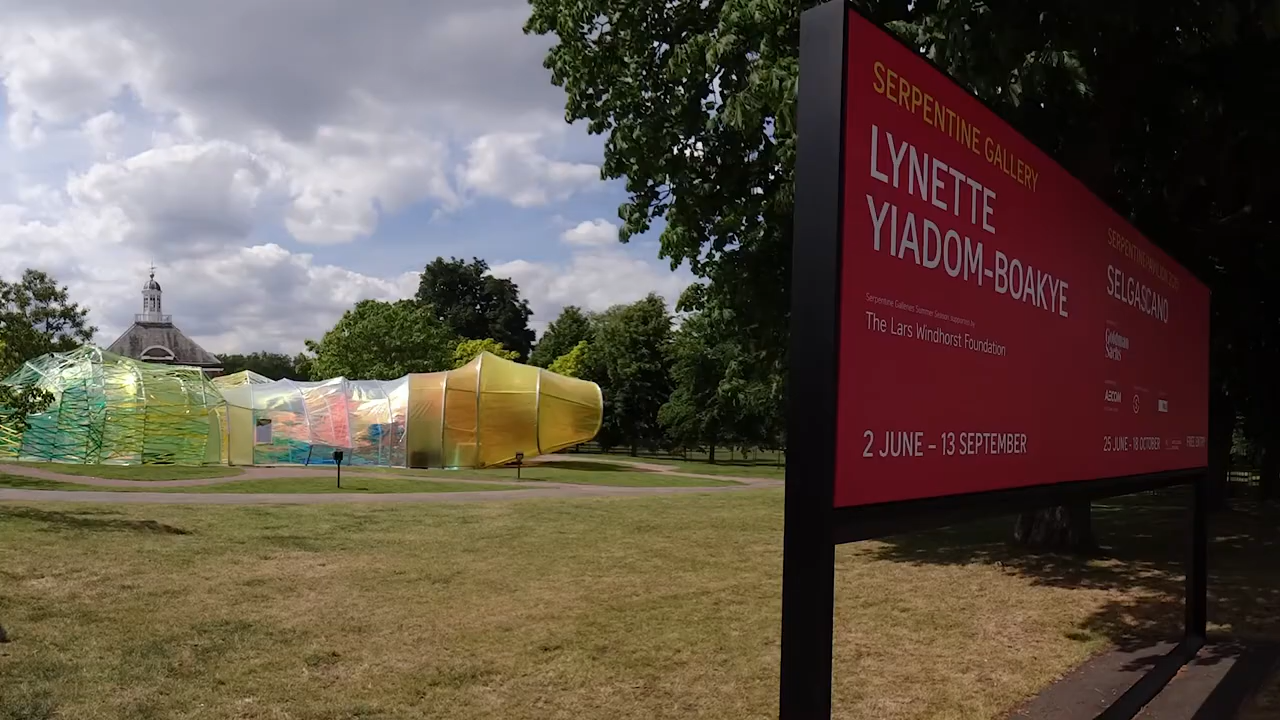 SERPENTINE GALLERY
LYNETTE
YIADOM-BOAKYE
Serpentine Galleries Summer Season supported by
The Lars Windhorst Foundation
2 JUNE – 13 SEPTEMBER
SERPENTINE PAVILION 2015
SELGASCANO
Goldman
Sachs
AECOM
25 JUNE - 18 OCTOBER
FREE ENTRY